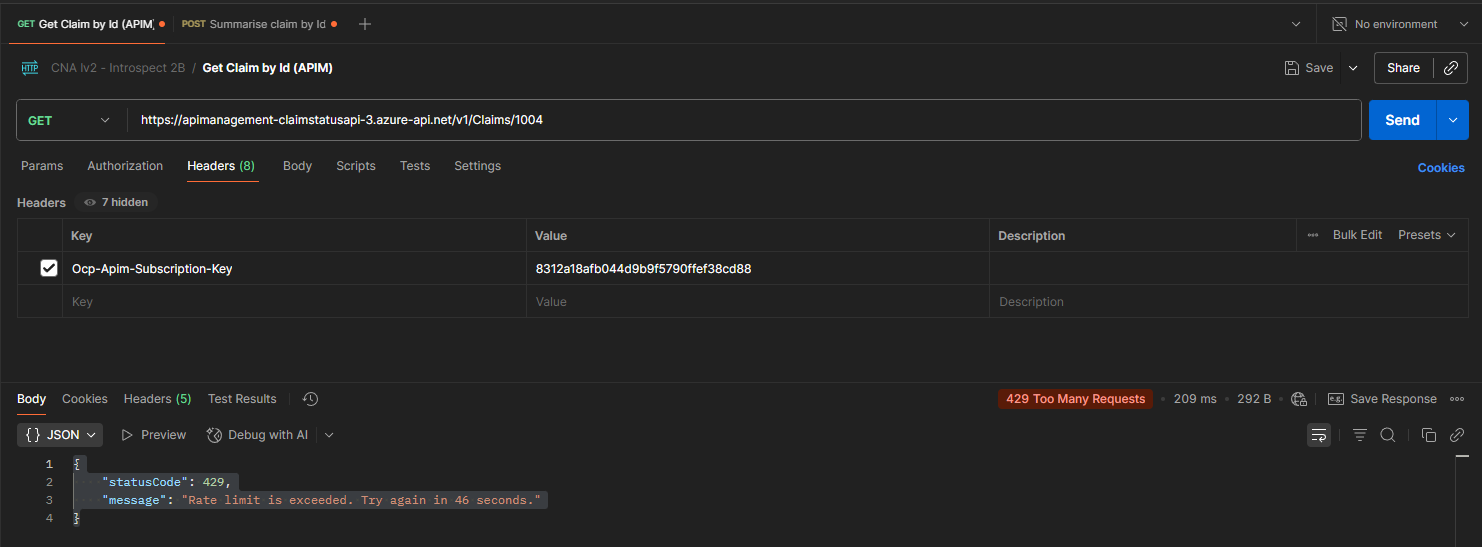 GET Get Claim by Id (APIM) POST Summarise claim by Id No environment
HTTP CNA lv2 - Introspect 2B / Get Claim by Id (APIM) Save Share
GET https://apimanagement-claimstatusapi-3.azure-api.net/v1/Claims/1004 Send
Params Authorization Headers (8) Body Scripts Tests Settings Cookies
Headers 7 hidden
Key Value Description Bulk Edit Presets
Ocp-Apim-Subscription-Key 8312a18afb044d9b9f5790ffef38cd88
Key Value Description
Body Cookies Headers (5) Test Results 429 Too Many Requests • 209 ms • 292 B • e.g. Save Response
{} JSON Preview Debug with AI
1 {
2 "statusCode": 429,
3 "message": "Rate limit is exceeded. Try again in 46 seconds."
4 }